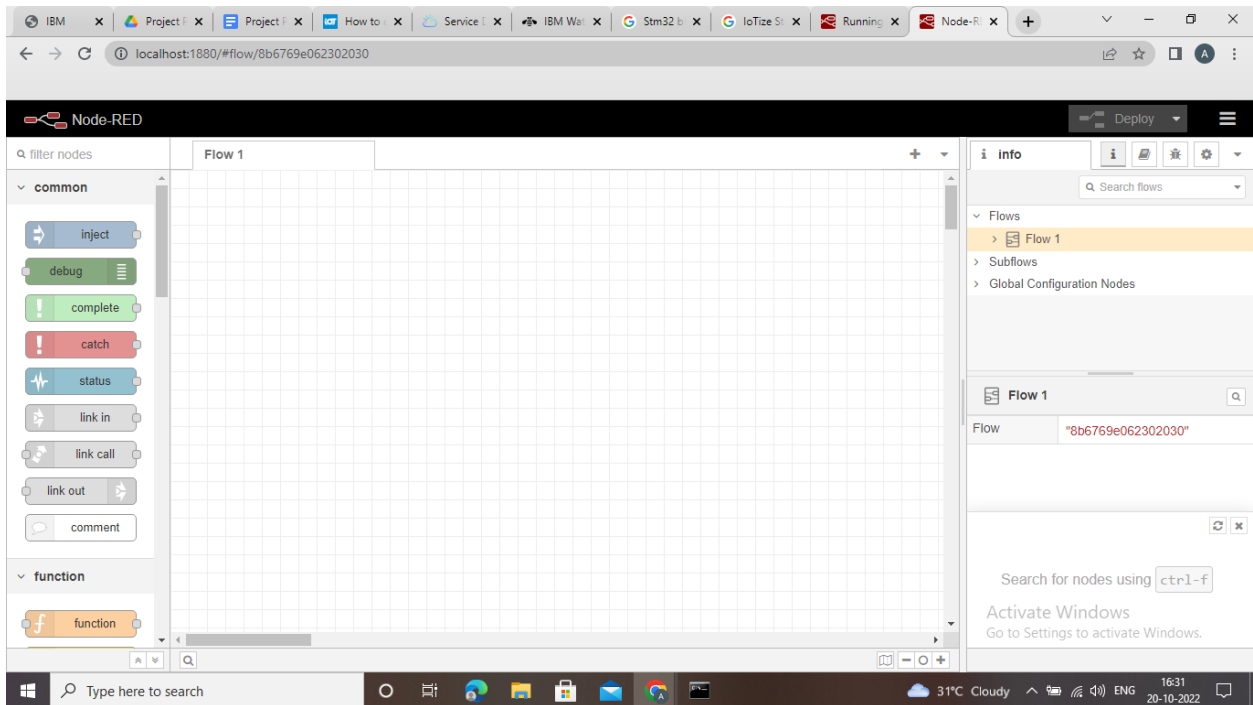 IBM Project F Project F How to Service D IBM Wat Stm32 b IoTize St Running Node-R
localhost:1880/#flow/8b6769e062302030 A
Node-RED Deploy
filter nodes Flow 1 i info i
common Search flows
Flows
inject Flow 1
debug Subflows
Global Configuration Nodes
complete
catch
status
Flow 1
link in
Flow "8b6769e062302030"
link call
link out
comment
function Search for nodes using ctrl-f
Activate Windows
function Go to Settings to activate Windows.
Type here to search 31°C Cloudy ENG 16:31
20-10-2022